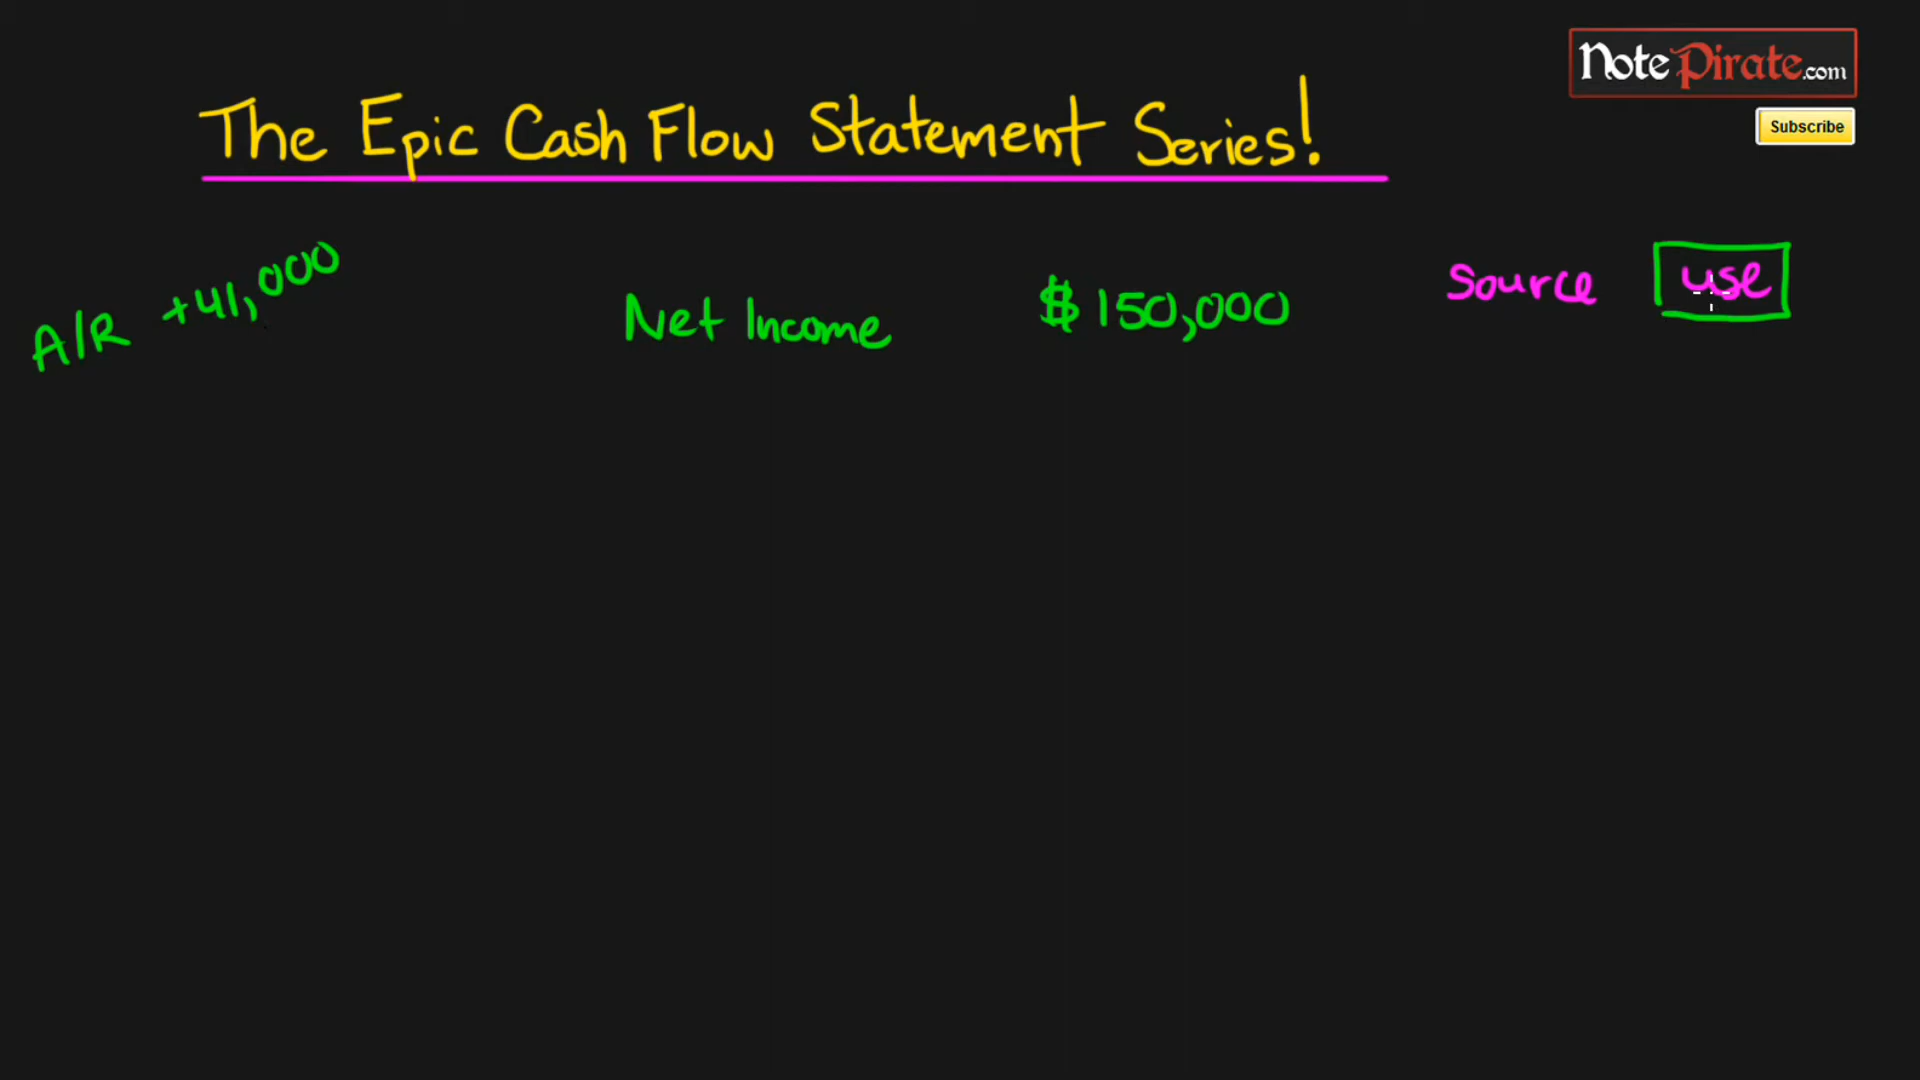 NotePirate.com
Subscribe
The Epic Cash Flow Statement Series!
A/R +41,000
Net Income $150,000
Source use